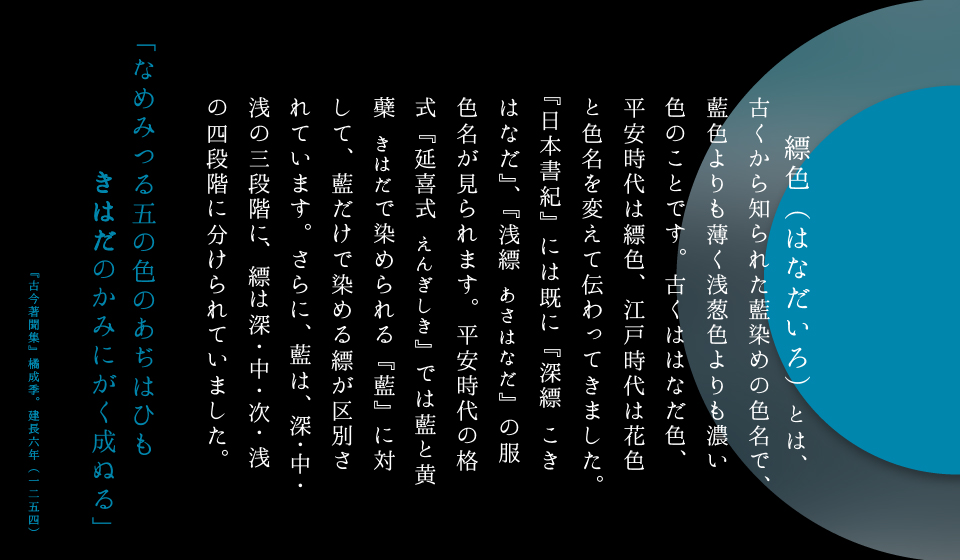 縹色（はなだいろ）とは、
古くから知られた藍染めの色名で、
藍色よりも薄く浅葱色よりも濃い
色のことです。古くははなだ色、
平安時代は縹色、江戸時代は花色
と色名を変えて伝わってきました。
『日本書紀』には既に『深縹 こき
はなだ』、『浅縹 あさはなだ』の服
色名が見られます。平安時代の格
式『延喜式 えんぎしき』では藍と黄
蘗 きはだで染められる『藍』に対
して、藍だけで染める縹が区別さ
れています。さらに、藍は、深・中・
浅の三段階に、縹は深・中・次・浅
の四段階に分けられていました。
「なめみつる五の色のあぢはひも
きはだのかみにがく成ぬる」
『古今著聞集』橘成季。建長六年（一二五四）